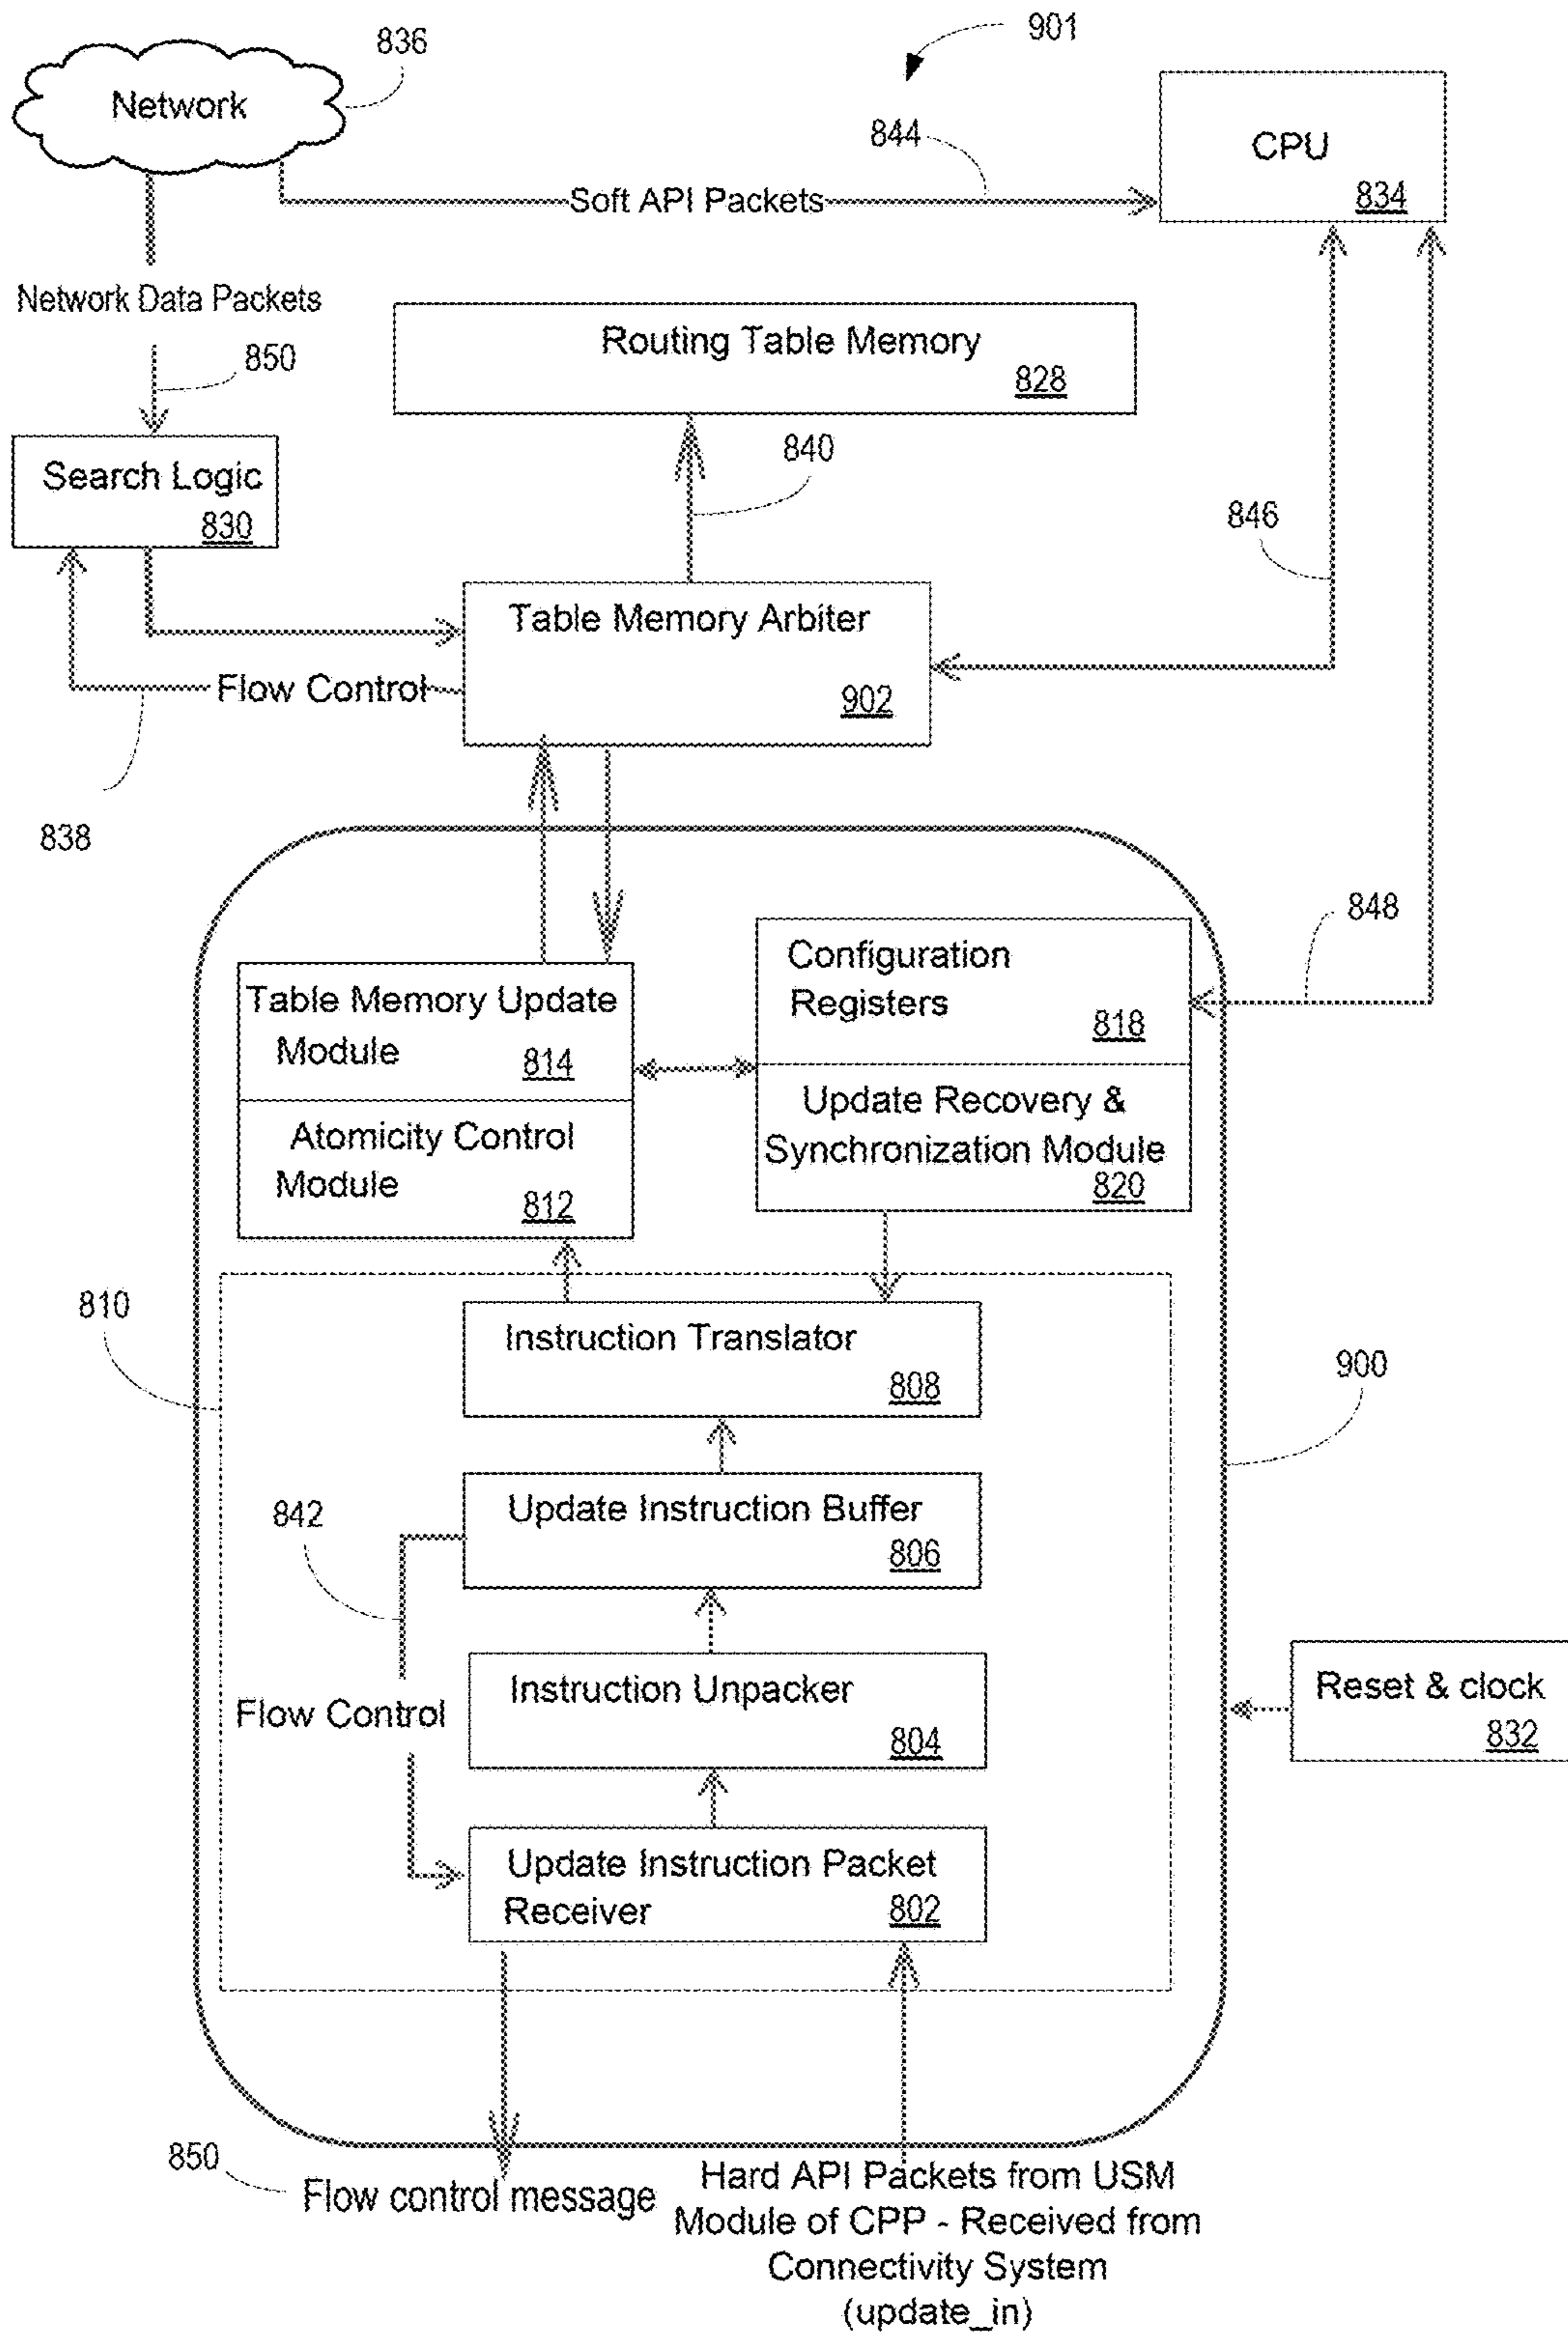 836
901
Network
844
CPU
834
Soft API Packets
Network Data Packets
850
Routing Table Memory
828
840
Search Logic
830
846
Table Memory Arbiter
902
Flow Control
838
848
Configuration
Registers
818
Table Memory Update
Module
814
Update Recovery &
Synchronization Module
820
Atomicity Control
Module
812
810
Instruction Translator
808
900
842
Update Instruction Buffer
806
Flow Control
Instruction Unpacker
804
Reset & clock
832
Update Instruction Packet
Receiver
802
850
Flow control message
Hard API Packets from USM
Module of CPP - Received from
Connectivity System
(update_in)